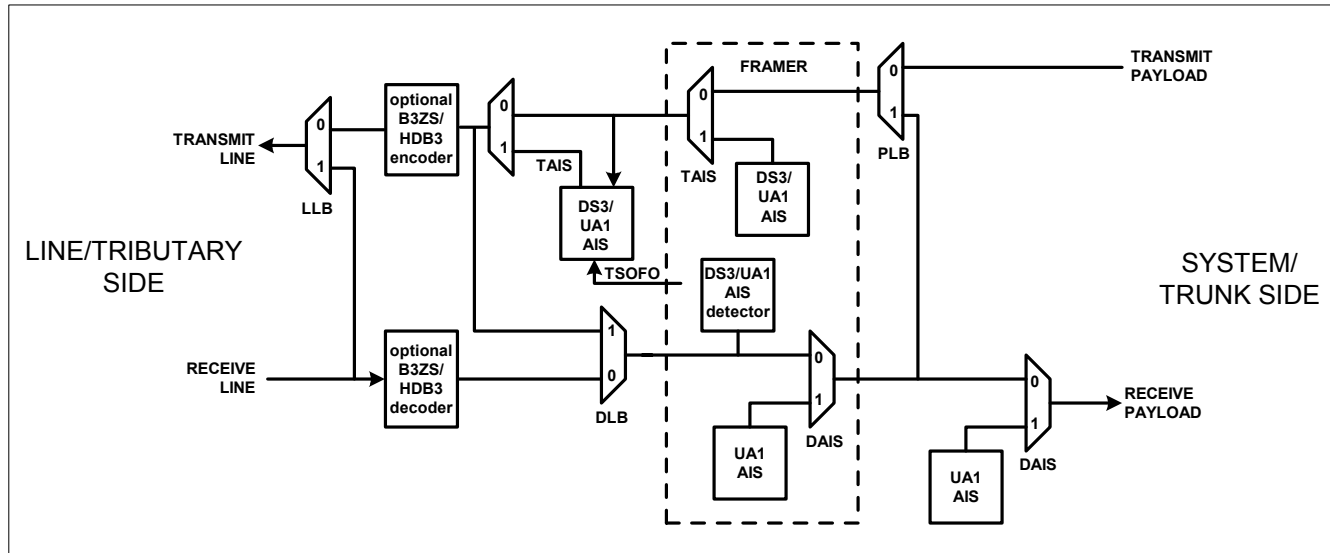 FRAMER
TRANSMIT
PAYLOAD
0
1
PLB
0
1
TAIS
DS3/
UA1
AIS
0
1
TAIS
DS3/
UA1
AIS
TSOFO
optional
B3ZS/
HDB3
encoder
0
1
LLB
TRANSMIT
LINE
LINE/TRIBUTARY
SIDE
SYSTEM/
TRUNK SIDE
DS3/UA1
AIS
detector
RECEIVE
LINE
optional
B3ZS/
HDB3
decoder
1
0
DLB
0
1
DAIS
UA1
AIS
0
1
DAIS
UA1
AIS
RECEIVE
PAYLOAD